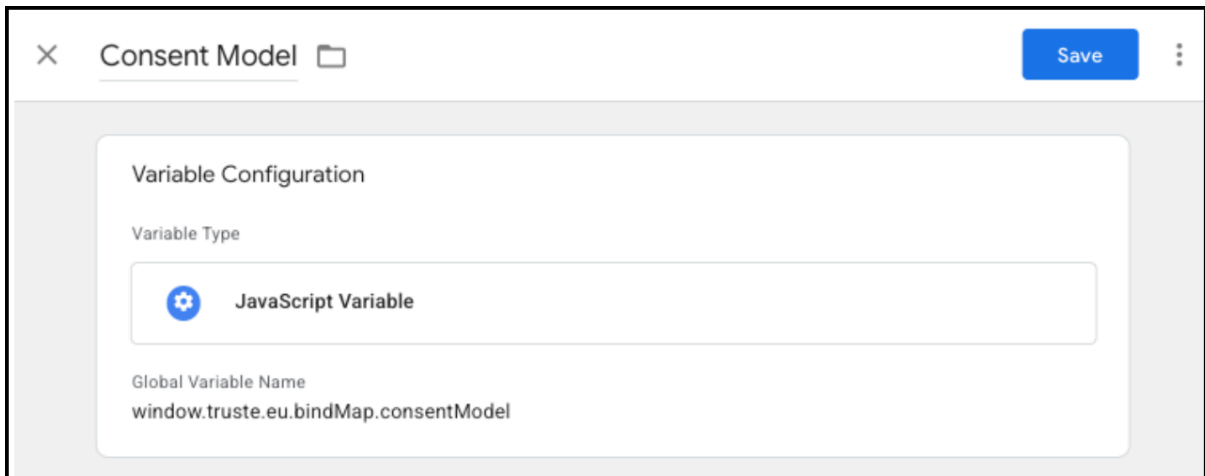 Consent Model
Save
Variable Configuration
Variable Type
JavaScript Variable
Global Variable Name
window.truste.eu.bindMap.consentModel